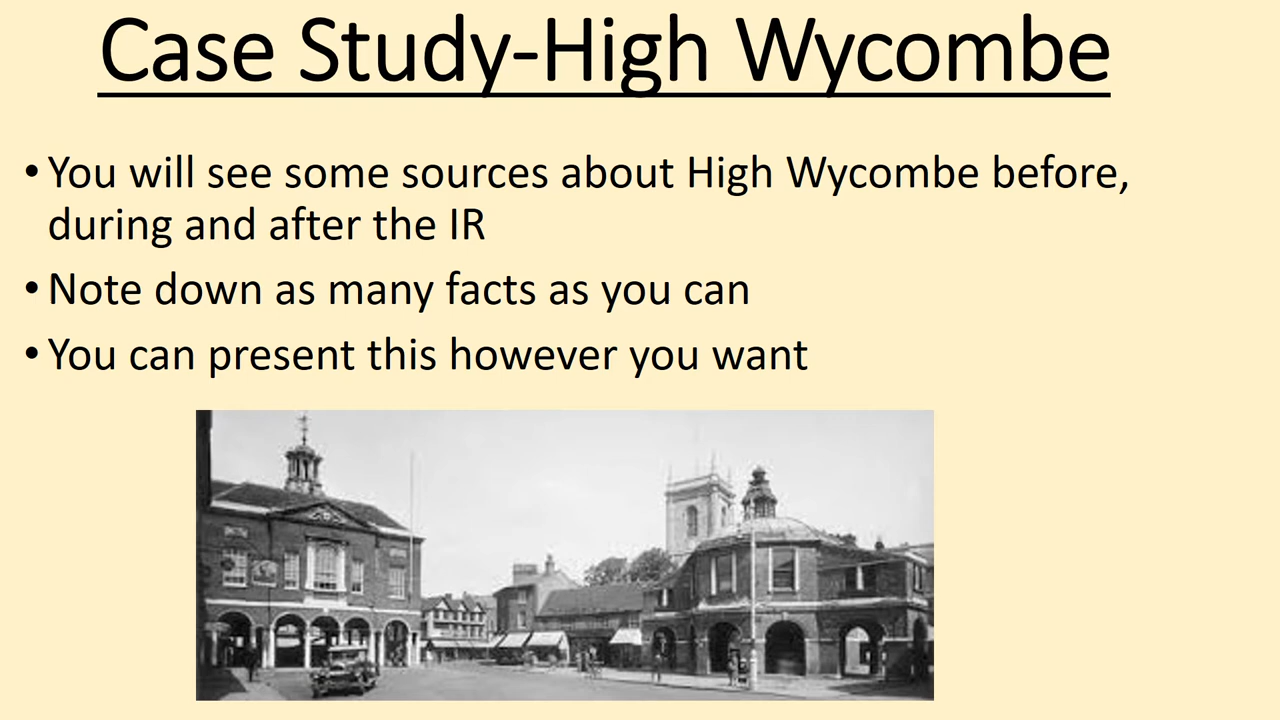 Case Study-High Wycombe
• You will see some sources about High Wycombe before,
during and after the IR
• Note down as many facts as you can
• You can present this however you want